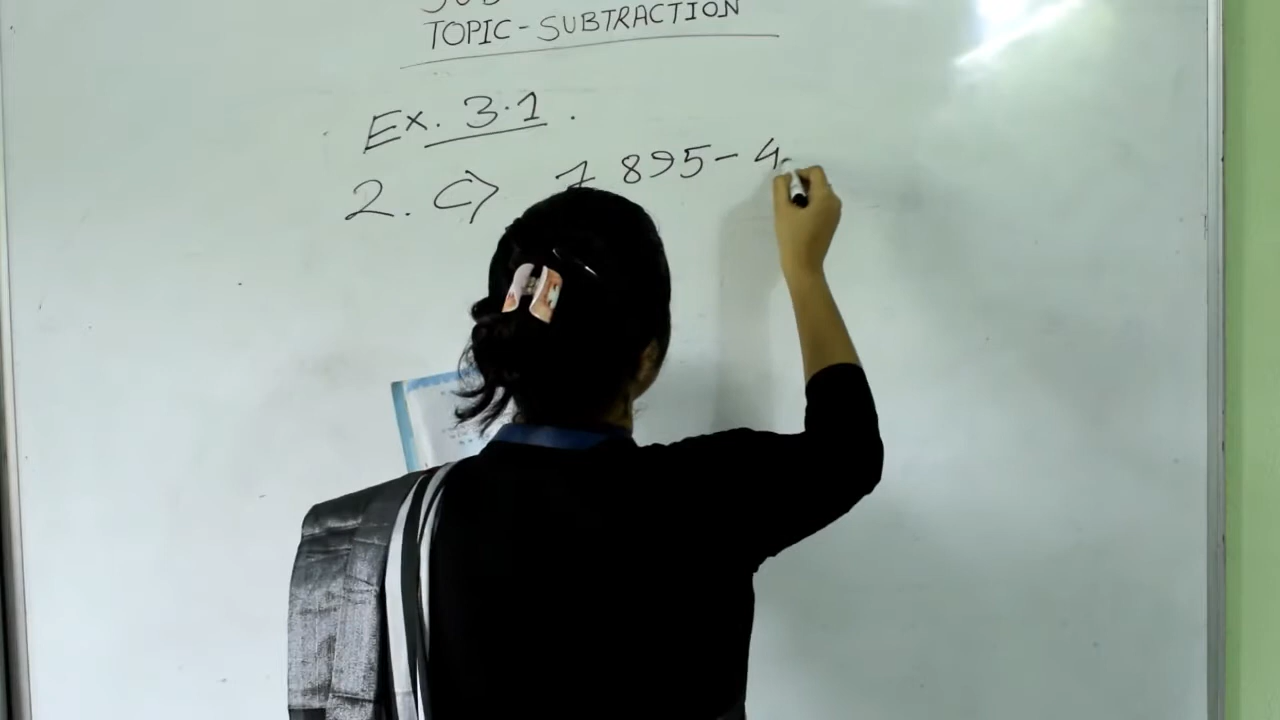 TOPIC-SUBTRACTION
Ex. 3.1.
2. C> 7 895-4